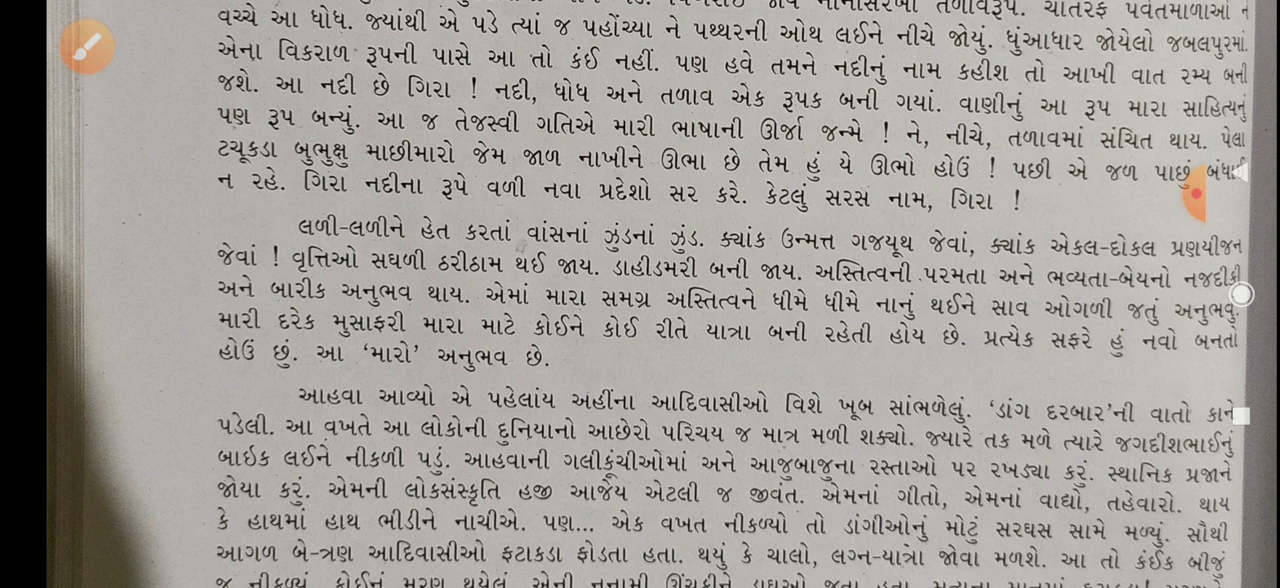 વચ્ચે આ ધોધ. જ્યાંથી એ પડે ત્યાં જ પહોંચ્યા ને પથ્થરની ઓથ લઈને નીચે જોયું. ધુંઆધાર જોયેલો જબલપુરમાં.
એના વિકરાળ રૂપની પાસે આ તો કંઈ નહીં. પણ હવે તમને નદીનું નામ કહીશ તો આખી વાત રમ્ય બની
જશે. આ નદી છે ગિરા ! નદી, ધોધ અને તળાવ એક રૂપક બની ગયાં. વાણીનું આ રૂપ મારા સાહિત્યનું
પણ રૂપ બન્યું. આ જ તેજસ્વી ગતિએ મારી ભાષાની ઊર્જા જન્મે ! ને, નીચે, તળાવમાં સંચિત થાય. પેલા
ટચૂકડા બુભુક્ષુ માછીમારો જેમ જાળ નાખીને ઊભા છે તેમ હું યે ઊભો હોઉં ! પછી એ જળ પાછું
ન રહે. ગિરા નદીના રૂપે વળી નવા પ્રદેશો સર કરે. કેટલું સરસ નામ, ગિરા !
લળી-લળીને હેત કરતાં વાંસનાં ઝુંડનાં ઝુંડ. ક્યાંક ઉન્મત્ત ગજયૂથ જેવાં, ક્યાંક એકલ-દોકલ પ્રણયીજન
જેવાં ! વૃત્તિઓ સઘળી ઠરીઠામ થઈ જાય. ડાહીડમરી બની જાય. અસ્તિત્વની પરમતા અને ભવ્યતા-બેયનો નજદીકી
અને બારીક અનુભવ થાય. એમાં મારા સમગ્ર અસ્તિત્વને ધીમે ધીમે નાનું થઈને સાવ ઓગળી જતું અનુભવું.
મારી દરેક મુસાફરી મારા માટે કોઈને કોઈ રીતે યાત્રા બની રહેતી હોય છે. પ્રત્યેક સફરે હું નવો બનતો
હોઉં છું. આ ‘મારો’ અનુભવ છે.
આહવા આવ્યો એ પહેલાંય અહીંના આદિવાસીઓ વિશે ખૂબ સાંભળેલું. ‘ડાંગ દરબાર’ની વાતો કાને
પડેલી. આ વખતે આ લોકોની દુનિયાનો આછેરો પરિચય જ માત્ર મળી શક્યો. જ્યારે તક મળે ત્યારે જગદીશભાઈનું
બાઈક લઈને નીકળી પડું. આહવાની ગલીકૂંચીઓમાં અને આજુબાજુના રસ્તાઓ પર રખડ્યા કરું. સ્થાનિક પ્રજાને
જોયા કરું. એમની લોકસંસ્કૃતિ હજી આજેય એટલી જ જીવંત. એમનાં ગીતો, એમનાં વાદ્યો, તહેવારો. થાય
કે હાથમાં હાથ ભીડીને નાચીએ. પણ... એક વખત નીકળ્યો તો ડાંગીઓનું મોટું સરઘસ સામે મળ્યું. સૌથી
આગળ બે-ત્રણ આદિવાસીઓ ફટાકડા ફોડતા હતા. થયું કે ચાલો, લગ્ન-યાત્રા જોવા મળશે. આ તો કંઈક બીજું